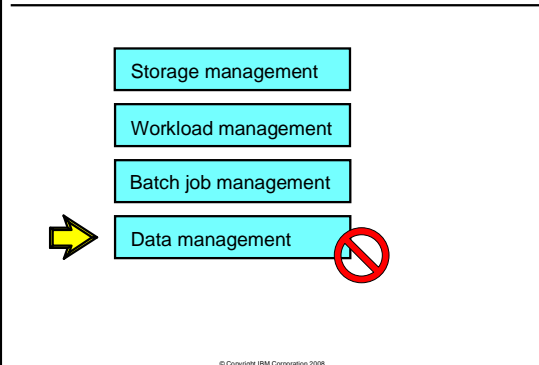 Storage management
Workload management
Batch job management
Data management
© Copyright IBM Corporation 2008